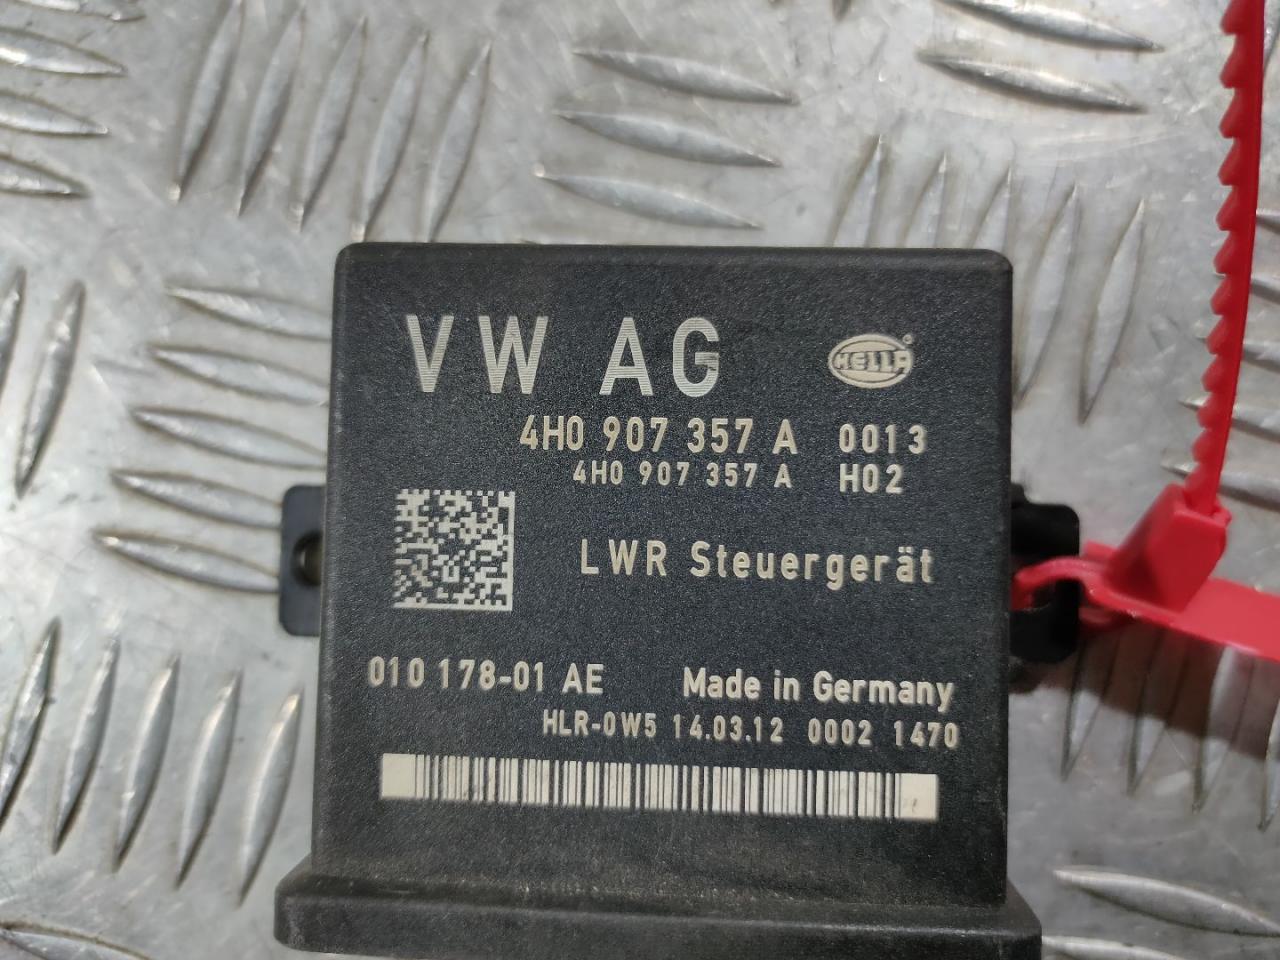 VW AG HELLA
4H0 907 357 A 0013
4H0 907 357 A H02
LWR Steuergerät
010 178-01 AE Made in Germany
HLR-0W5 14.03.12 0002 1470